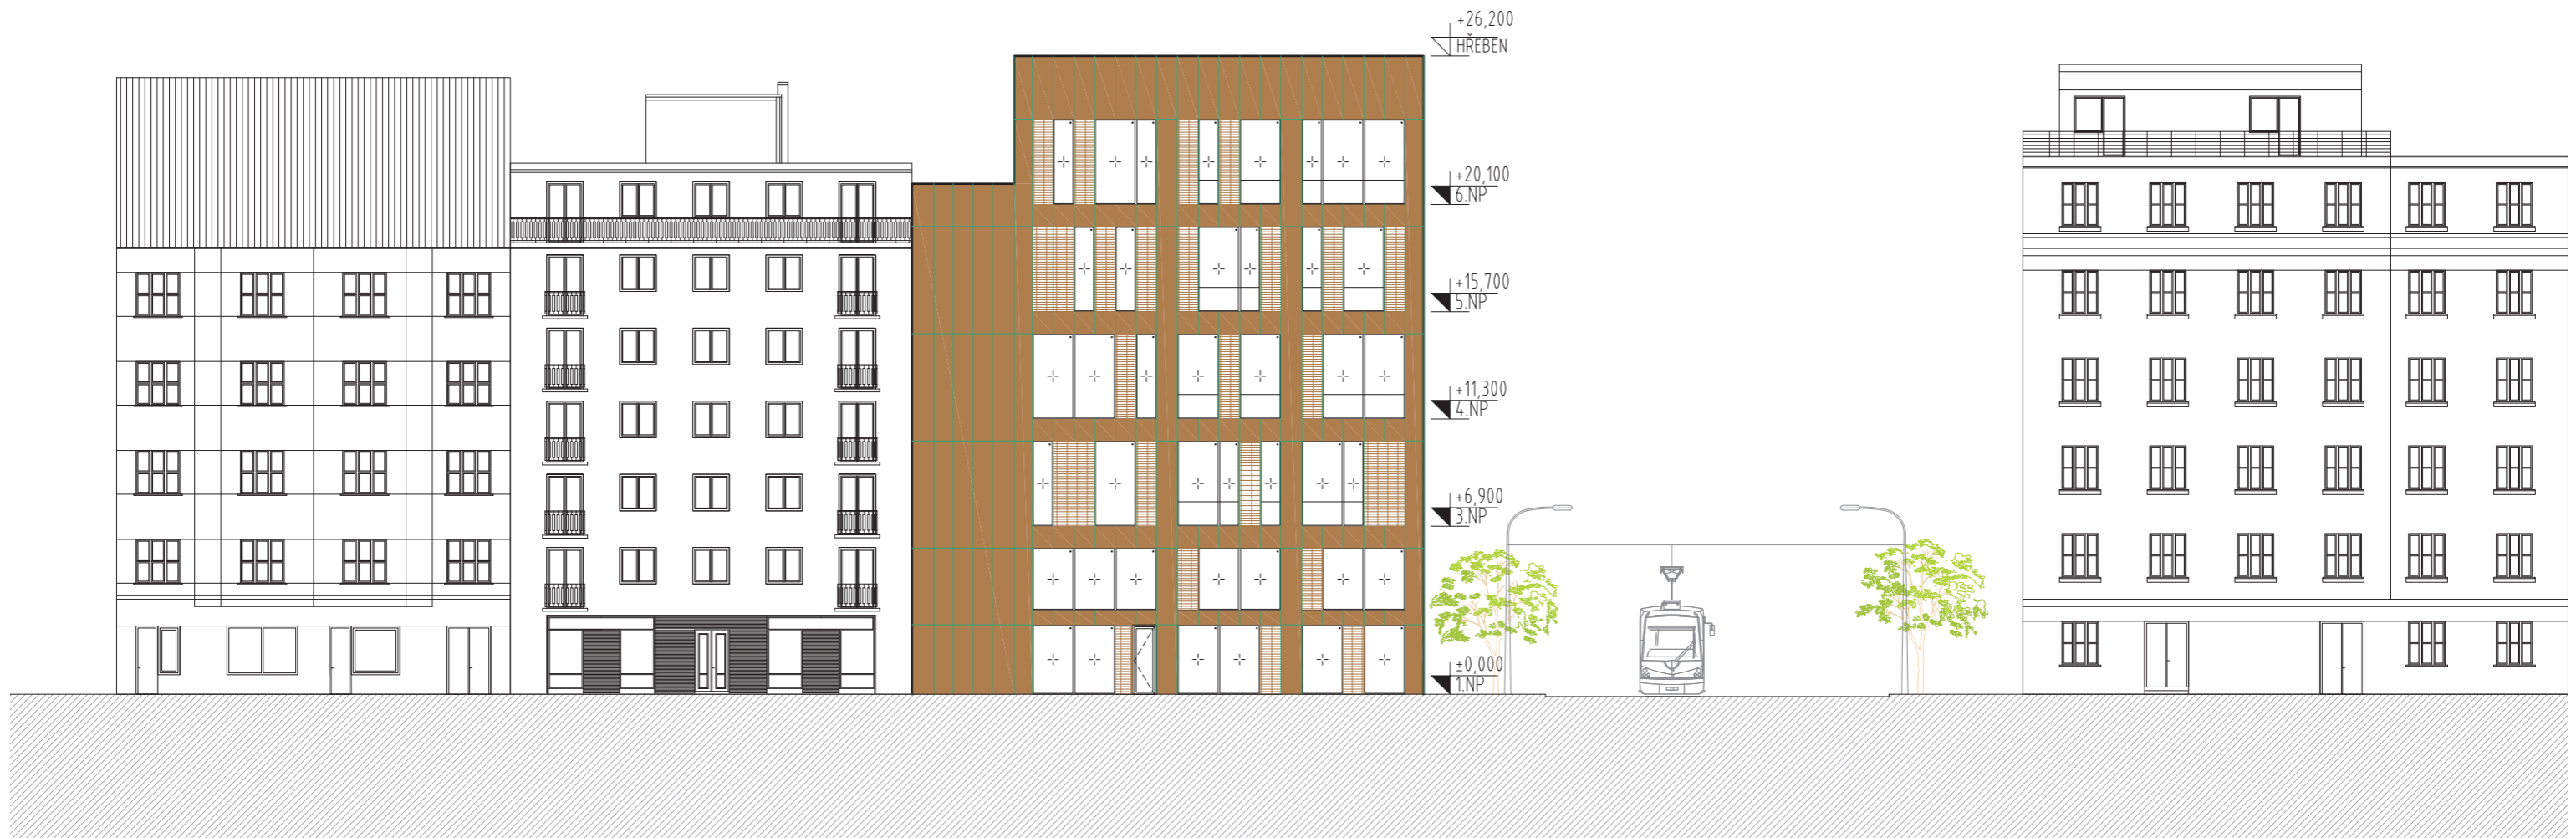 +26,200
HŘEBEN
+20,100
6.NP
+15,700
5.NP
+11,300
4.NP
+6,900
3.NP
±0,000
1.NP